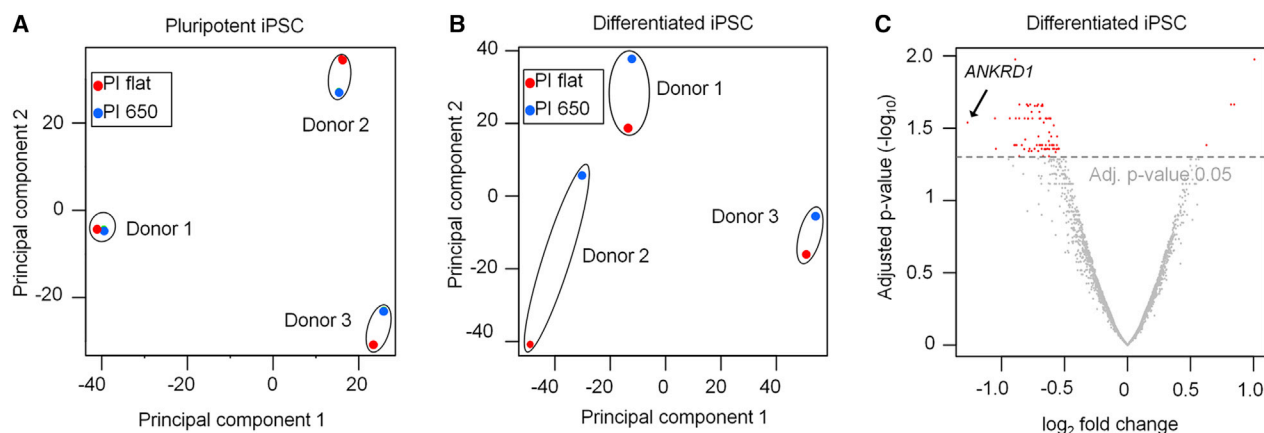 A
Pluripotent iPSC
Principal component 2
20
0
-20
-40
-20
0
20
Principal component 1
PI flat
PI 650
Donor 2
Donor 1
Donor 3
B
Differentiated iPSC
Principal component 2
40
20
0
-20
-40
-40
-20
0
20
40
Principal component 1
PI flat
PI 650
Donor 1
Donor 3
Donor 2
C
Differentiated iPSC
Adjusted p-value (-log10)
2.0
1.5
1
0.5
0
-1.0
-0.5
0
0.5
1.0
log2 fold change
ANKRD1
Adj. p-value 0.05